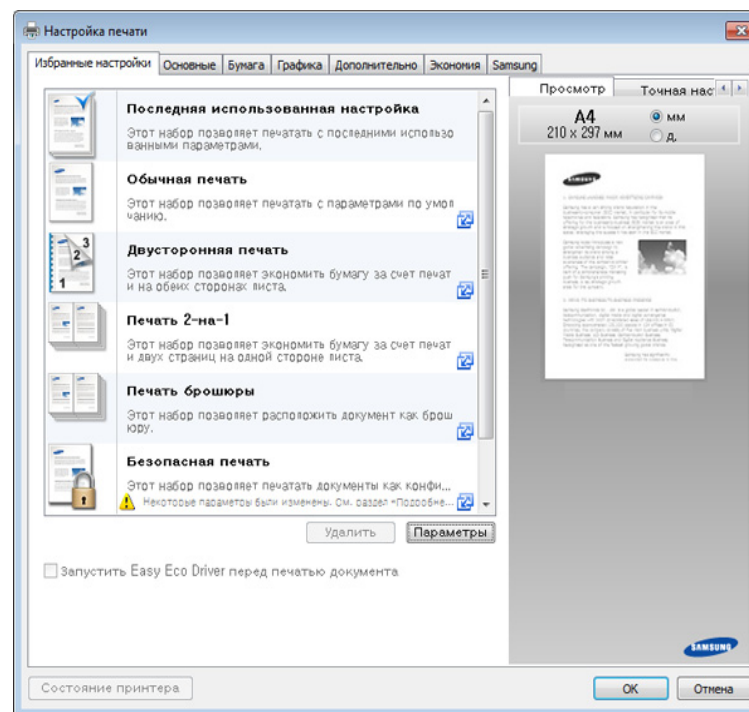 Настройка печати
Избранные настройки Основные Бумага Графика Дополнительно Экономия Samsung
Последняя использованная настройка
Этот набор позволяет печатать с последними использо
ванными параметрами.
Обычная печать
Этот набор позволяет печатать с параметрами по умол
чанию.
Двусторонняя печать
Этот набор позволяет экономить бумагу за счет печат
и на обеих сторонах листа.
Печать 2-на-1
Этот набор позволяет экономить бумагу за счет печат
и двух страниц на одной стороне листа.
Печать брошюры
Этот набор позволяет расположить документ как брош
юру.
Безопасная печать
Этот набор позволяет печатать документы как конфи...
Некоторые параметры были изменены. См. раздел "Подробне...
Удалить Параметры
Запустить Easy Eco Driver перед печатью документа
Просмотр Точная нас
A4
210 x 297 мм
мм
д.
SAMSUNG
Состояние принтера
OK Отмена